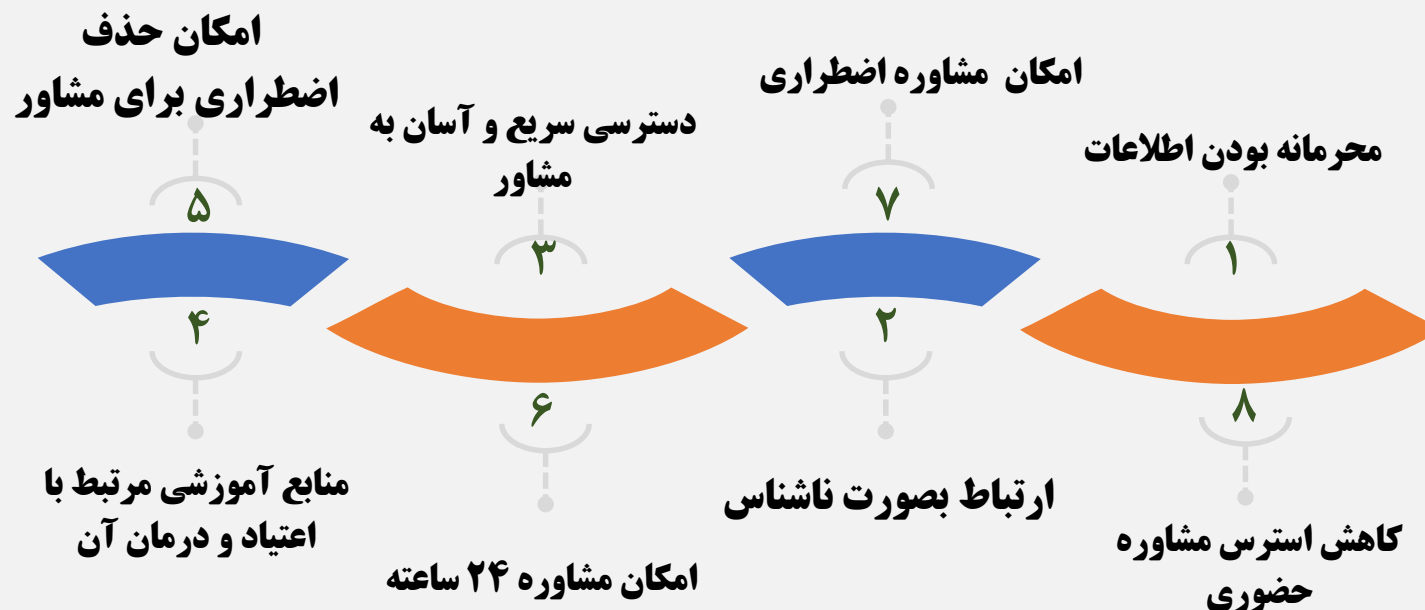 محرمانه بودن اطلاعات
۱
۸
کاهش استرس مشاوره
حضوری
امکان مشاوره اضطراری
۷
۲
ارتباط بصورت ناشناس
دسترسی سریع و آسان به
مشاور
۳
۶
امکان مشاوره ۲۴ ساعته
امکان حذف
اضطراری برای مشاور
۵
۴
منابع آموزشی مرتبط با
اعتیاد و درمان آن